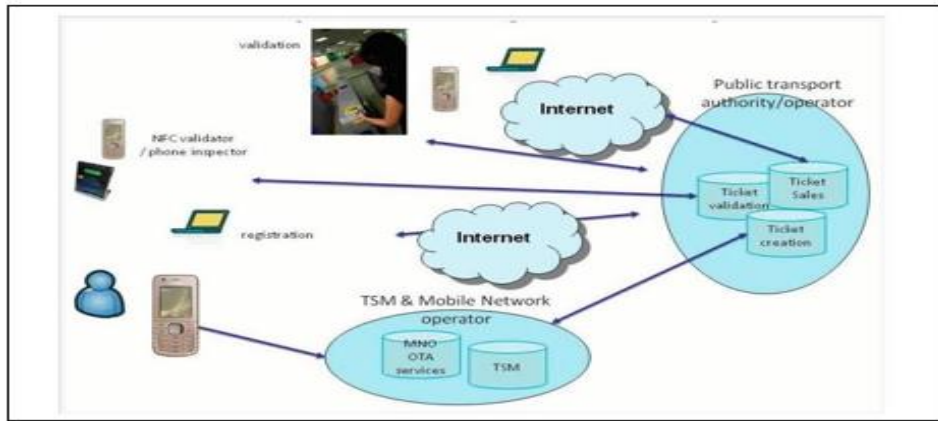 validation
Internet
Public transport
authority/operator
NFC validator
/ phone inspector
Ticket
validation
Ticket
Sales
Ticket
creation
registration
Internet
TSM & Mobile Network
operator
MNO
OTA
services
TSM